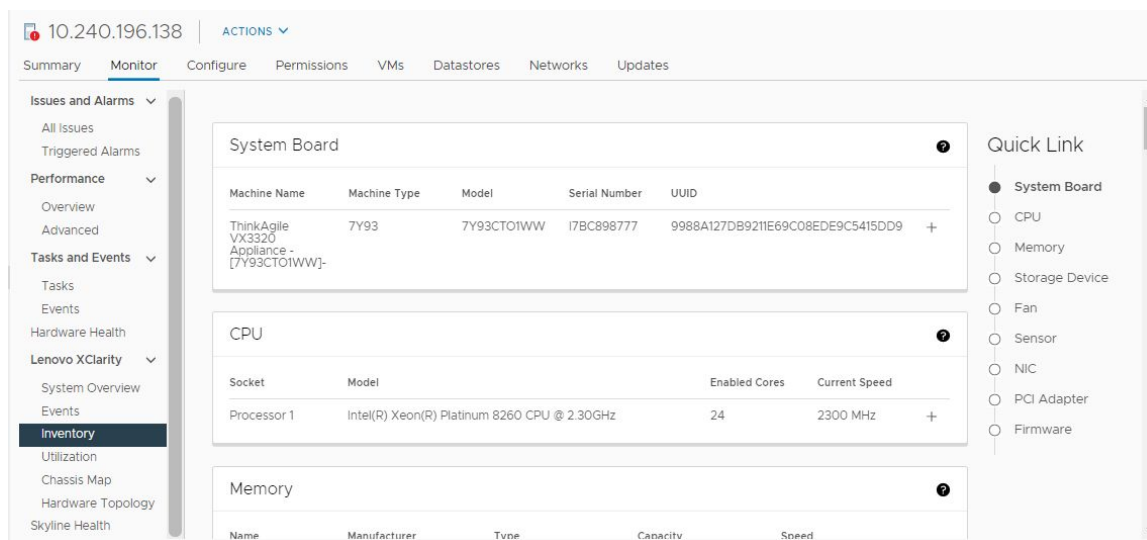 10.240.196.138 ACTIONS
Summary Monitor Configure Permissions VMs Datastores Networks Updates
Issues and Alarms
All Issues
Triggered Alarms
Performance
Overview
Advanced
Tasks and Events
Tasks
Events
Hardware Health
Lenovo XClarity
System Overview
Events
Inventory
Utilization
Chassis Map
Hardware Topology
Skyline Health
System Board
Machine Name Machine Type Model Serial Number UUID
ThinkAgile 7Y93 7Y93CTO1WW I7BC898777 9988A127DB9211E69C08EDE9C5415DD9 +
VX3320
Appliance -
[7Y93CTO1WW]-
CPU
Socket Model Enabled Cores Current Speed
Processor 1 Intel(R) Xeon(R) Platinum 8260 CPU @ 2.30GHz 24 2300 MHz +
Memory
Name Manufacturer Type Capacity Speed
Quick Link
System Board
CPU
Memory
Storage Device
Fan
Sensor
NIC
PCI Adapter
Firmware